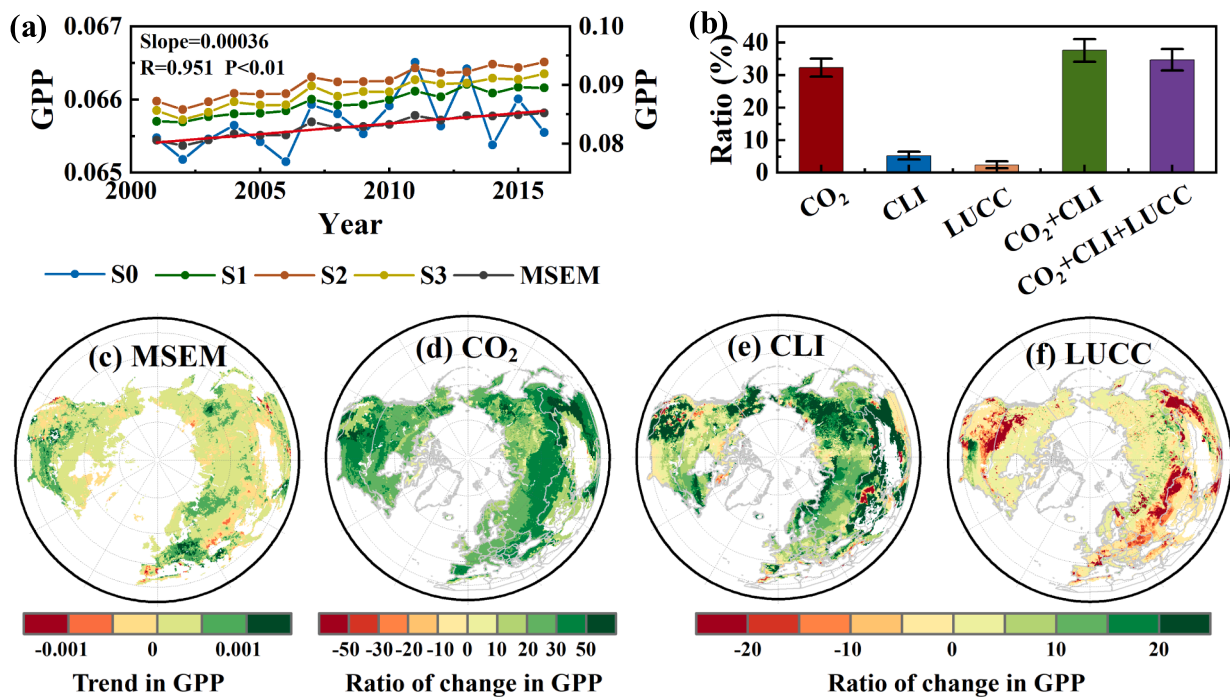 (a)
0.067
0.066
0.065
GPP
Slope=0.00036
R=0.951 P<0.01
0.10
0.09
0.08
GPP
2000
2005
2010
2015
Year
S0
S1
S2
S3
MSEM
(b)
Ratio (%)
40
30
20
10
0
CO₂
CLI
LUCC
CO₂+CLI
CO₂+CLI+LUCC
(c) MSEM
(d) CO₂
(e) CLI
(f) LUCC
-0.001 0 0.001
Trend in GPP
-50 -30 -20 -10 0 10 20 30 50
Ratio of change in GPP
-20 -10 0 10 20
Ratio of change in GPP